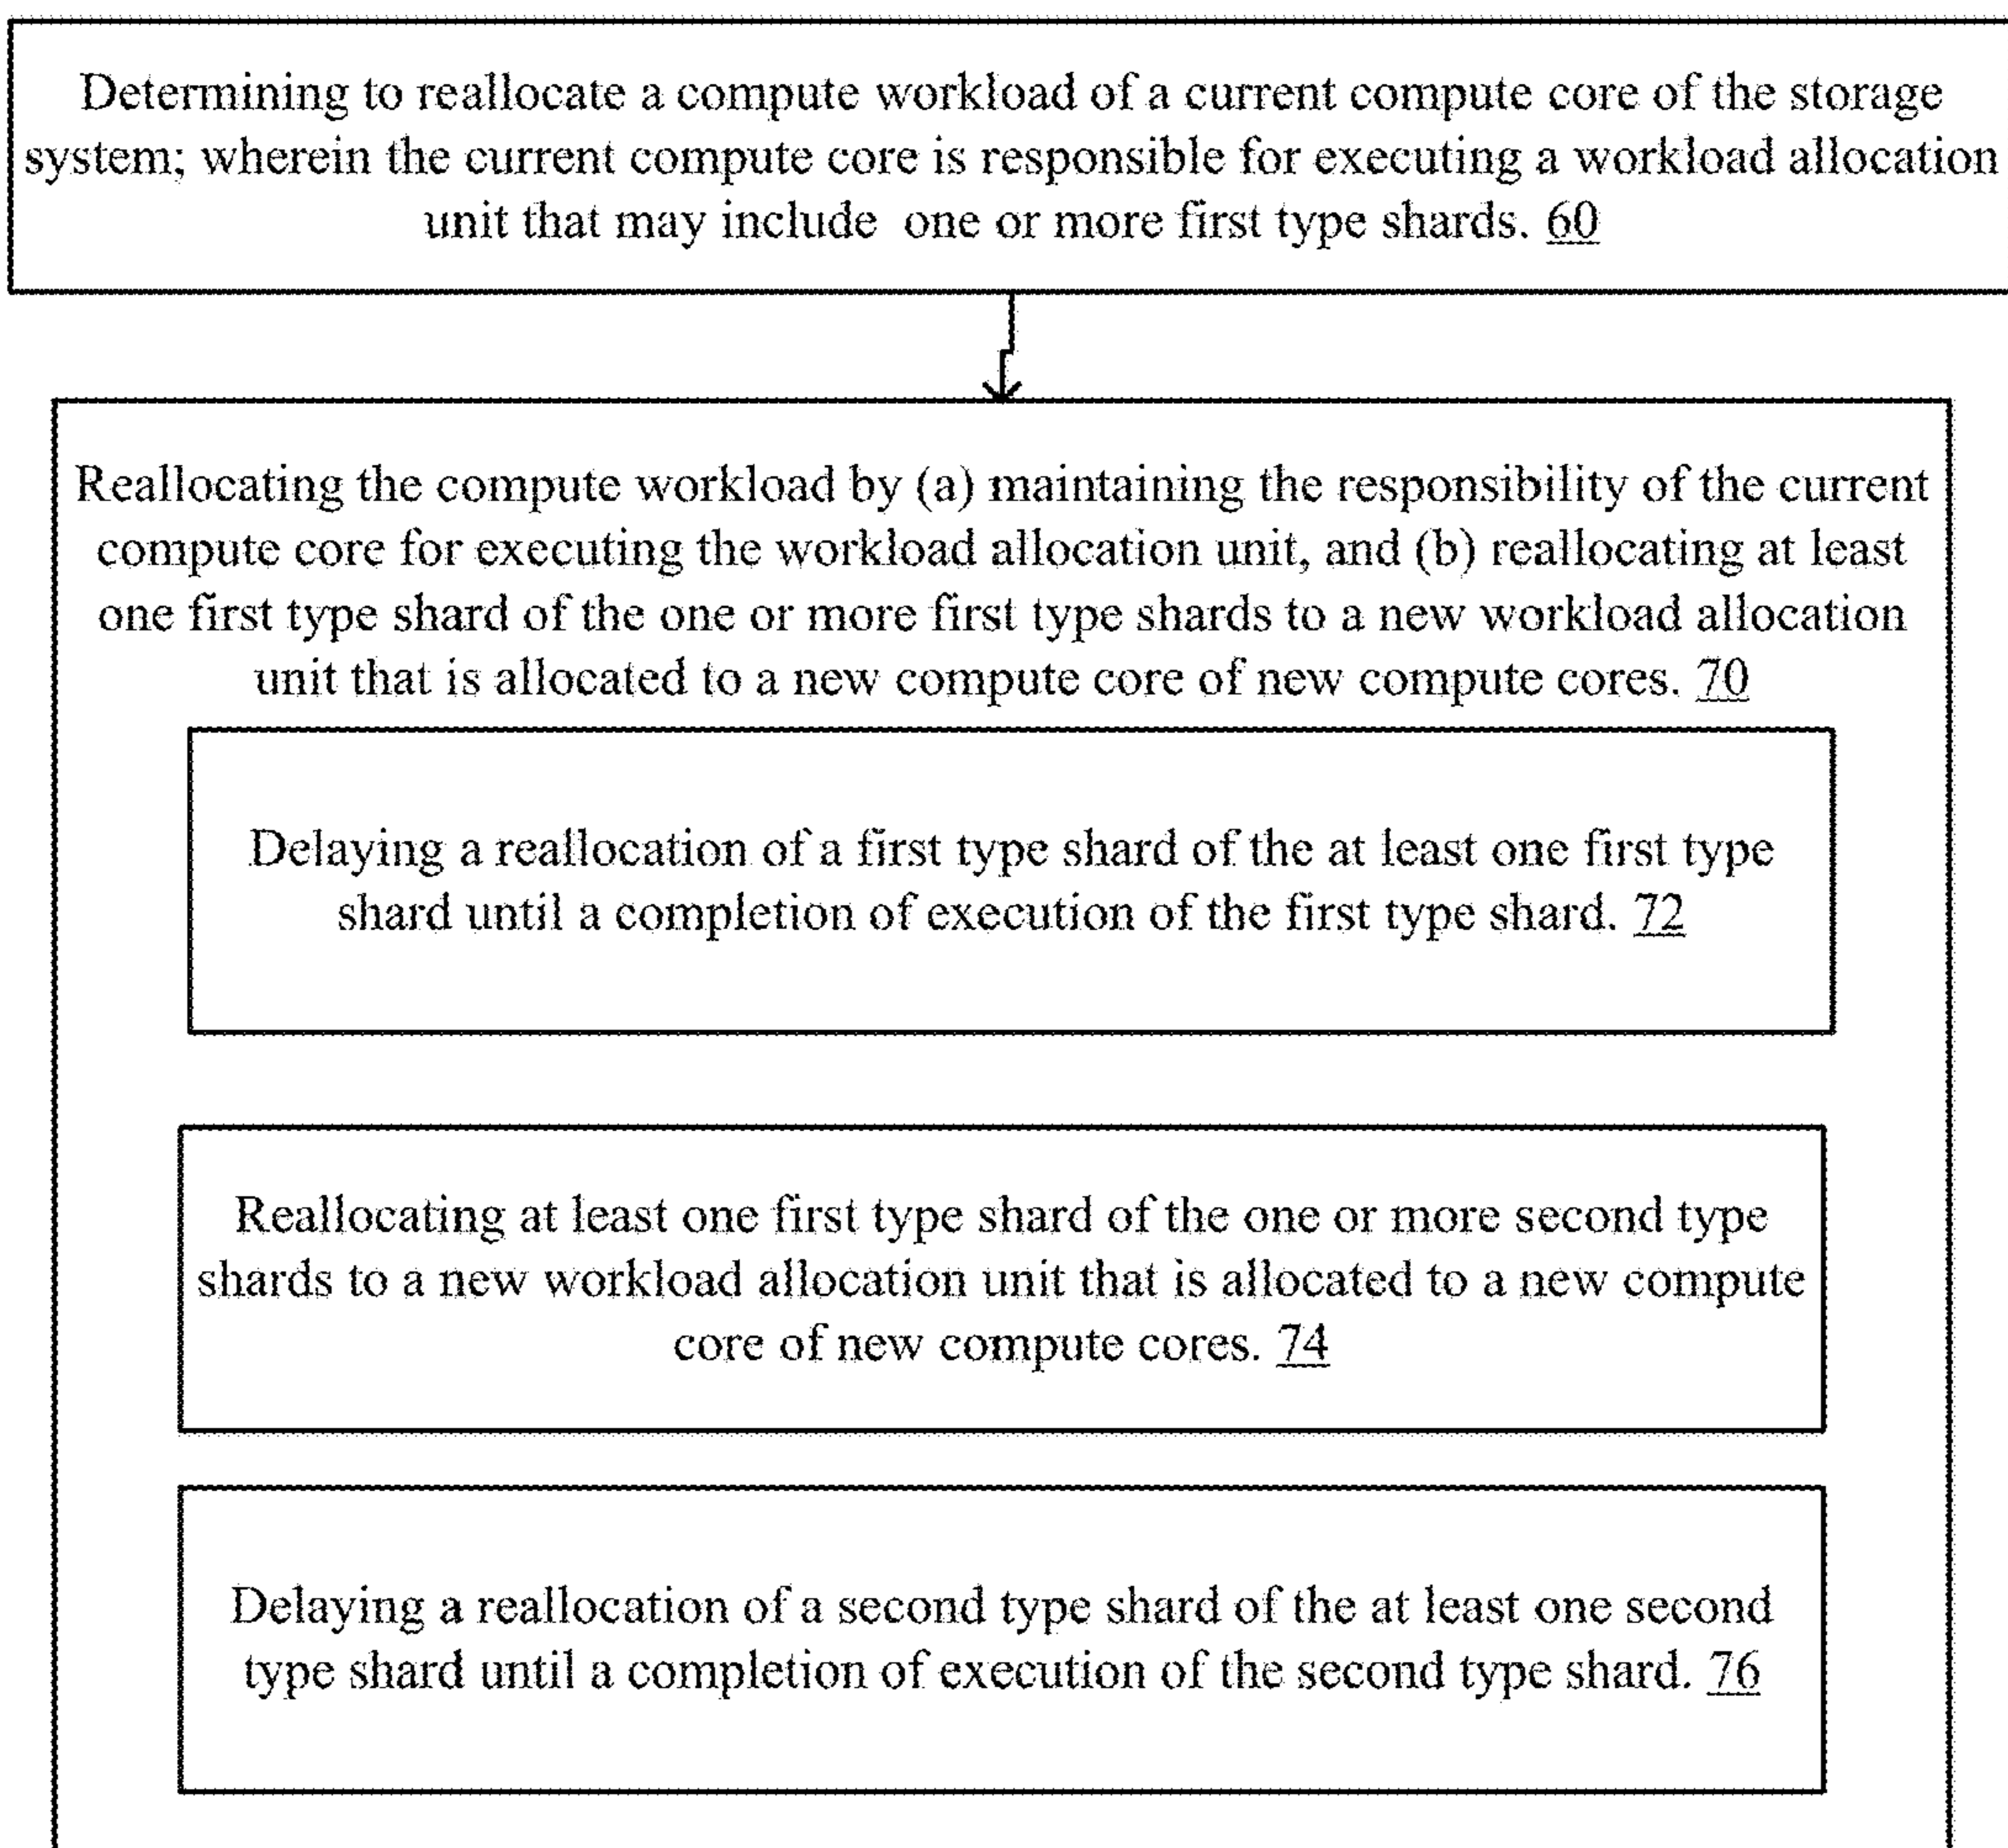 Determining to reallocate a compute workload of a current compute core of the storage
system; wherein the current compute core is responsible for executing a workload allocation
unit that may include one or more first type shards. 60
Reallocating the compute workload by (a) maintaining the responsibility of the current
compute core for executing the workload allocation unit, and (b) reallocating at least
one first type shard of the one or more first type shards to a new workload allocation
unit that is allocated to a new compute core of new compute cores. 70
Delaying a reallocation of a first type shard of the at least one first type
shard until a completion of execution of the first type shard. 72
Reallocating at least one first type shard of the one or more second type
shards to a new workload allocation unit that is allocated to a new compute
core of new compute cores. 74
Delaying a reallocation of a second type shard of the at least one second
type shard until a completion of execution of the second type shard. 76